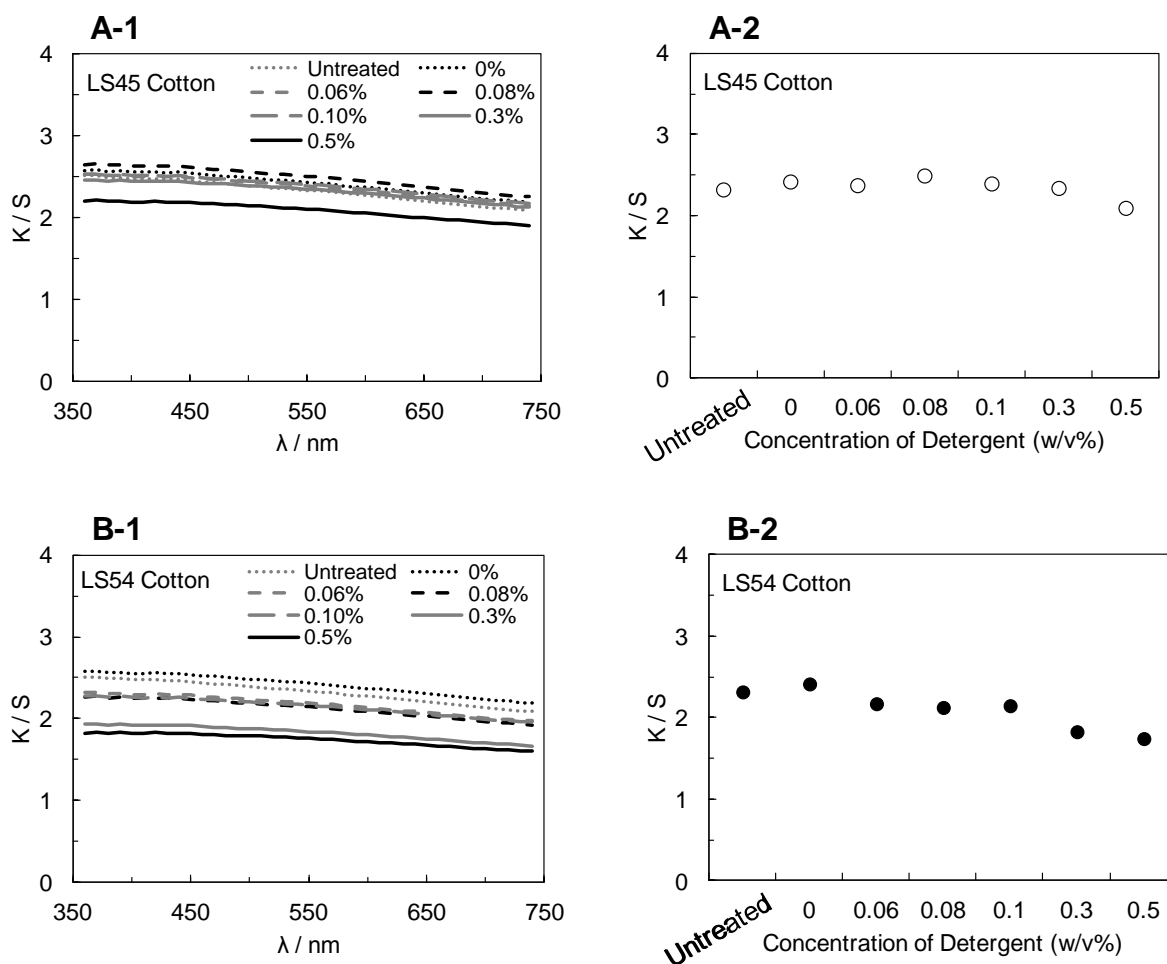 A-1
4
3
2
1
0
K / S
LS45 Cotton
Untreated 0%
0.06% 0.08%
0.10% 0.3%
0.5%
350 450 550 650 750
λ / nm
A-2
4
3
2
1
0
K / S
LS45 Cotton
Untreated 0 0.06 0.08 0.1 0.3 0.5
Concentration of Detergent (w/v%)
B-1
4
3
2
1
0
K / S
LS54 Cotton
Untreated 0%
0.06% 0.08%
0.10% 0.3%
0.5%
350 450 550 650 750
λ / nm
B-2
4
3
2
1
0
K / S
LS54 Cotton
Untreated 0 0.06 0.08 0.1 0.3 0.5
Concentration of Detergent (w/v%)